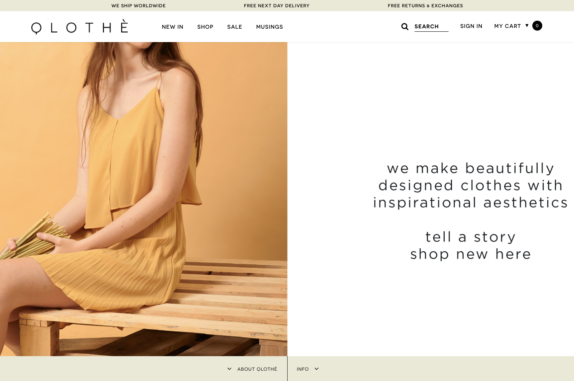 WE SHIP WORLDWIDE
FREE NEXT DAY DELIVERY
FREE RETURNS & EXCHANGES
QLOTHÈ
NEW IN
SHOP
SALE
MUSINGS
SEARCH
SIGN IN
MY CART
0
we make beautifully
designed clothes with
inspirational aesthetics
tell a story
shop new here
ABOUT QLOTHÈ
INFO